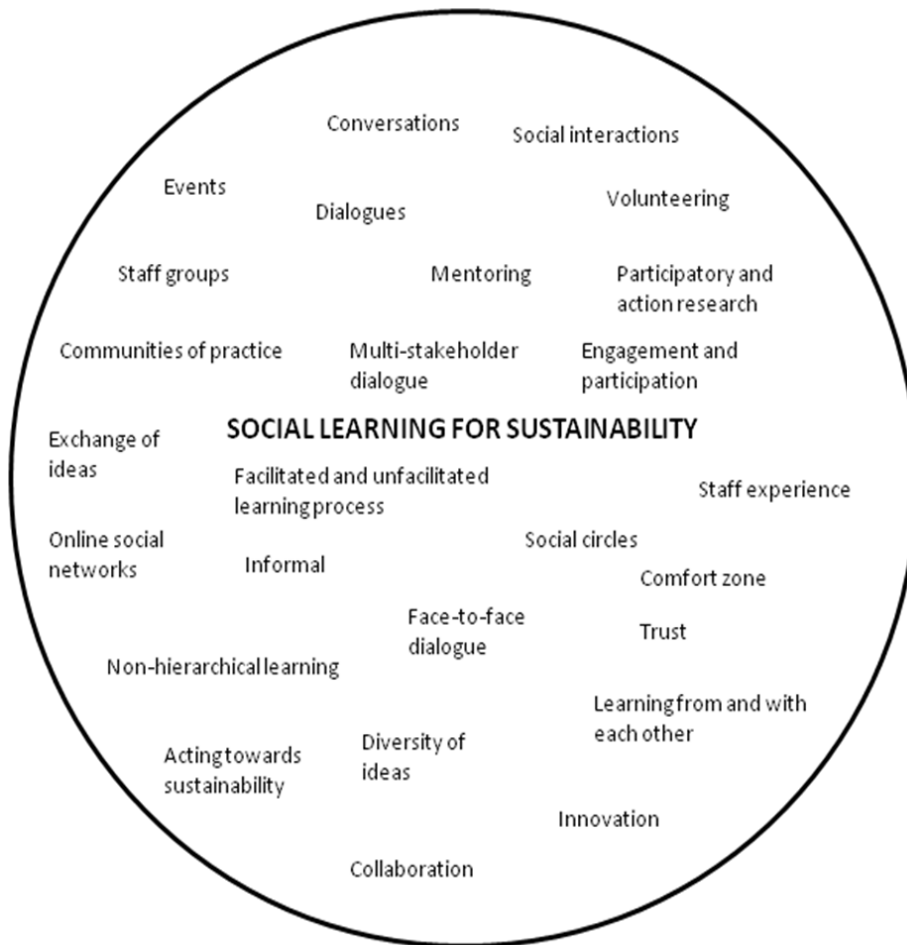 Conversations
Social interactions
Events
Volunteering
Dialogues
Staff groups
Mentoring
Participatory and
action research
Communities of practice
Multi-stakeholder
dialogue
Engagement and
participation
SOCIAL LEARNING FOR SUSTAINABILITY
Exchange of
ideas
Facilitated and unfacilitated
learning process
Staff experience
Online social
networks
Informal
Social circles
Comfort zone
Face-to-face
dialogue
Trust
Non-hierarchical learning
Learning from and with
each other
Acting towards
sustainability
Diversity of
ideas
Innovation
Collaboration